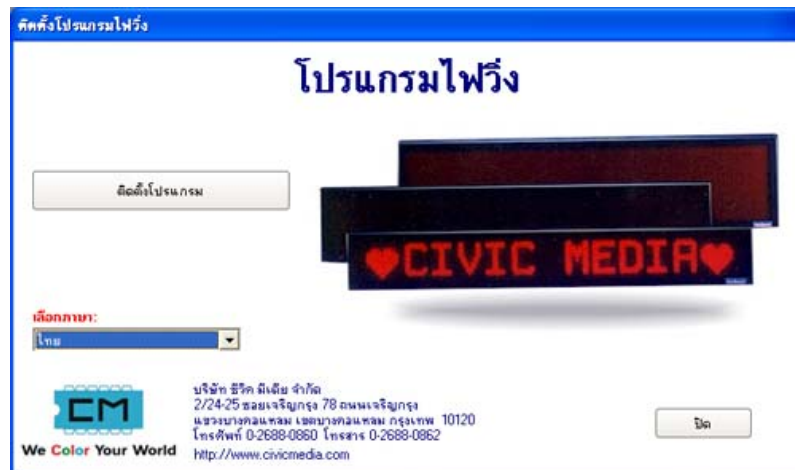 ติดตั้งโปรแกรมไฟวิ่ง
โปรแกรมไฟวิ่ง
ติดตั้งโปรแกรม
♥CIVIC MEDIA♥
เลือกภาษา:
ไทย
CM
We Color Your World
บริษัท ซีวิค มีเดีย จำกัด
2/24-25 ซอยเจริญกรุง 78 ถนนเจริญกรุง
แขวงบางคอแหลม เขตบางคอแหลม กรุงเทพ 10120
โทรศัพท์ 0-2688-0860 โทรสาร 0-2688-0862
http://www.civicmedia.com
ปิด